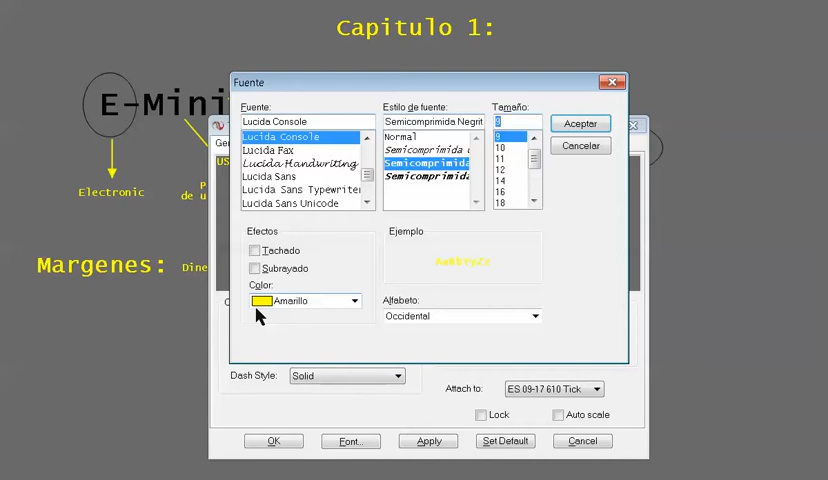 Capitulo 1:
E-Mini
Electronic
Margenes:
Fuente
Fuente:
Estilo de fuente:
Tamaño:
Lucida Console
Semicomprimida Negrit
9
Aceptar
Cancelar
Lucida Console
Lucida Fax
Lucida Handwriting
Lucida Sans
Lucida Sans Typewriter
Lucida Sans Unicode
Normal
Semicomprimida
Semicomprimida
Semicomprimida
9
10
11
12
14
16
18
Efectos
Tachado
Subrayado
Color:
Amarillo
Ejemplo
AaBbYyZz
Alfabeto:
Occidental
Dash Style:
Solid
Attach to:
ES 09-17 610 Tick
Lock
Auto scale
OK
Font...
Apply
Set Default
Cancel